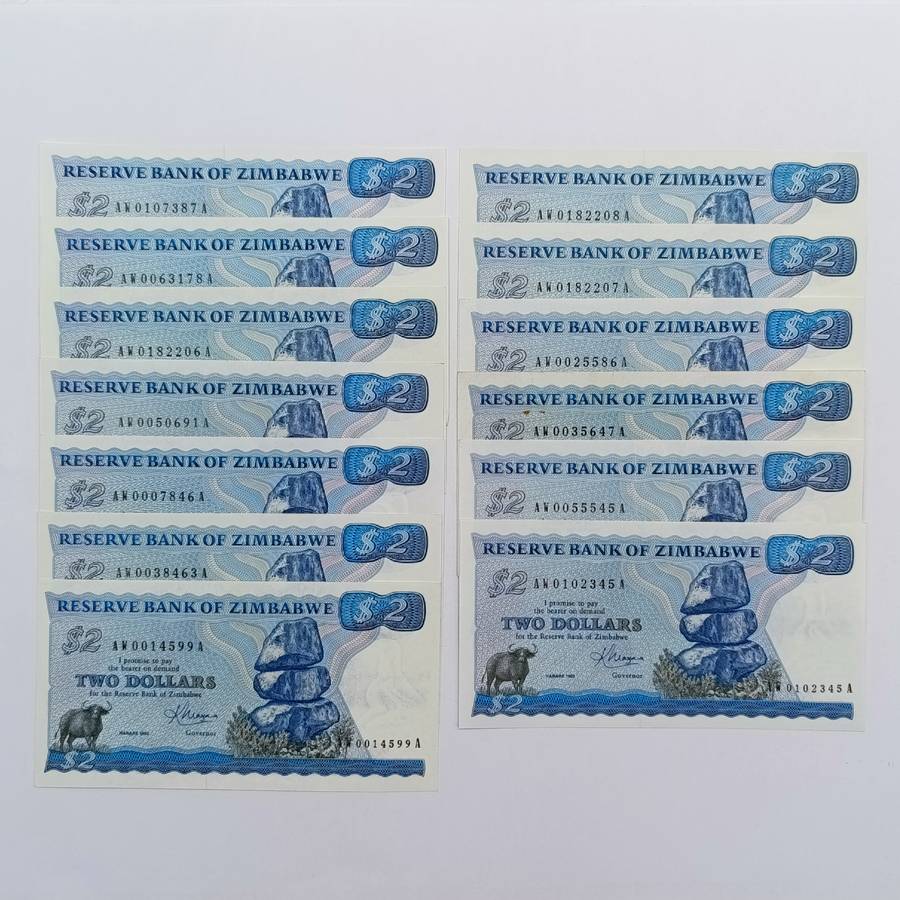 RESERVE BANK OF ZIMBABWE $2
$2 AW0107387A
RESERVE BANK OF ZIMBABWE $2
$2 AW0063178A
RESERVE BANK OF ZIMBABWE $2
$2 AW0182206A
RESERVE BANK OF ZIMBABWE $2
$2 AW0050691A
RESERVE BANK OF ZIMBABWE $2
$2 AW0007846A
RESERVE BANK OF ZIMBABWE $2
$2 AW0038463A
RESERVE BANK OF ZIMBABWE $2
$2 AW0014599A
I promise to pay
the bearer on demand
TWO DOLLARS
for the Reserve Bank of Zimbabwe
Governor
AW0014599A
$2
RESERVE BANK OF ZIMBABWE $2
$2 AW0182208A
RESERVE BANK OF ZIMBABWE $2
$2 AW0182207A
RESERVE BANK OF ZIMBABWE $2
$2 AW0025586A
RESERVE BANK OF ZIMBABWE $2
$2 AW0035647A
RESERVE BANK OF ZIMBABWE $2
$2 AW0055545A
RESERVE BANK OF ZIMBABWE $2
$2 AW0102345A
I promise to pay
the bearer on demand
TWO DOLLARS
for the Reserve Bank of Zimbabwe
Governor
AW0102345A
$2